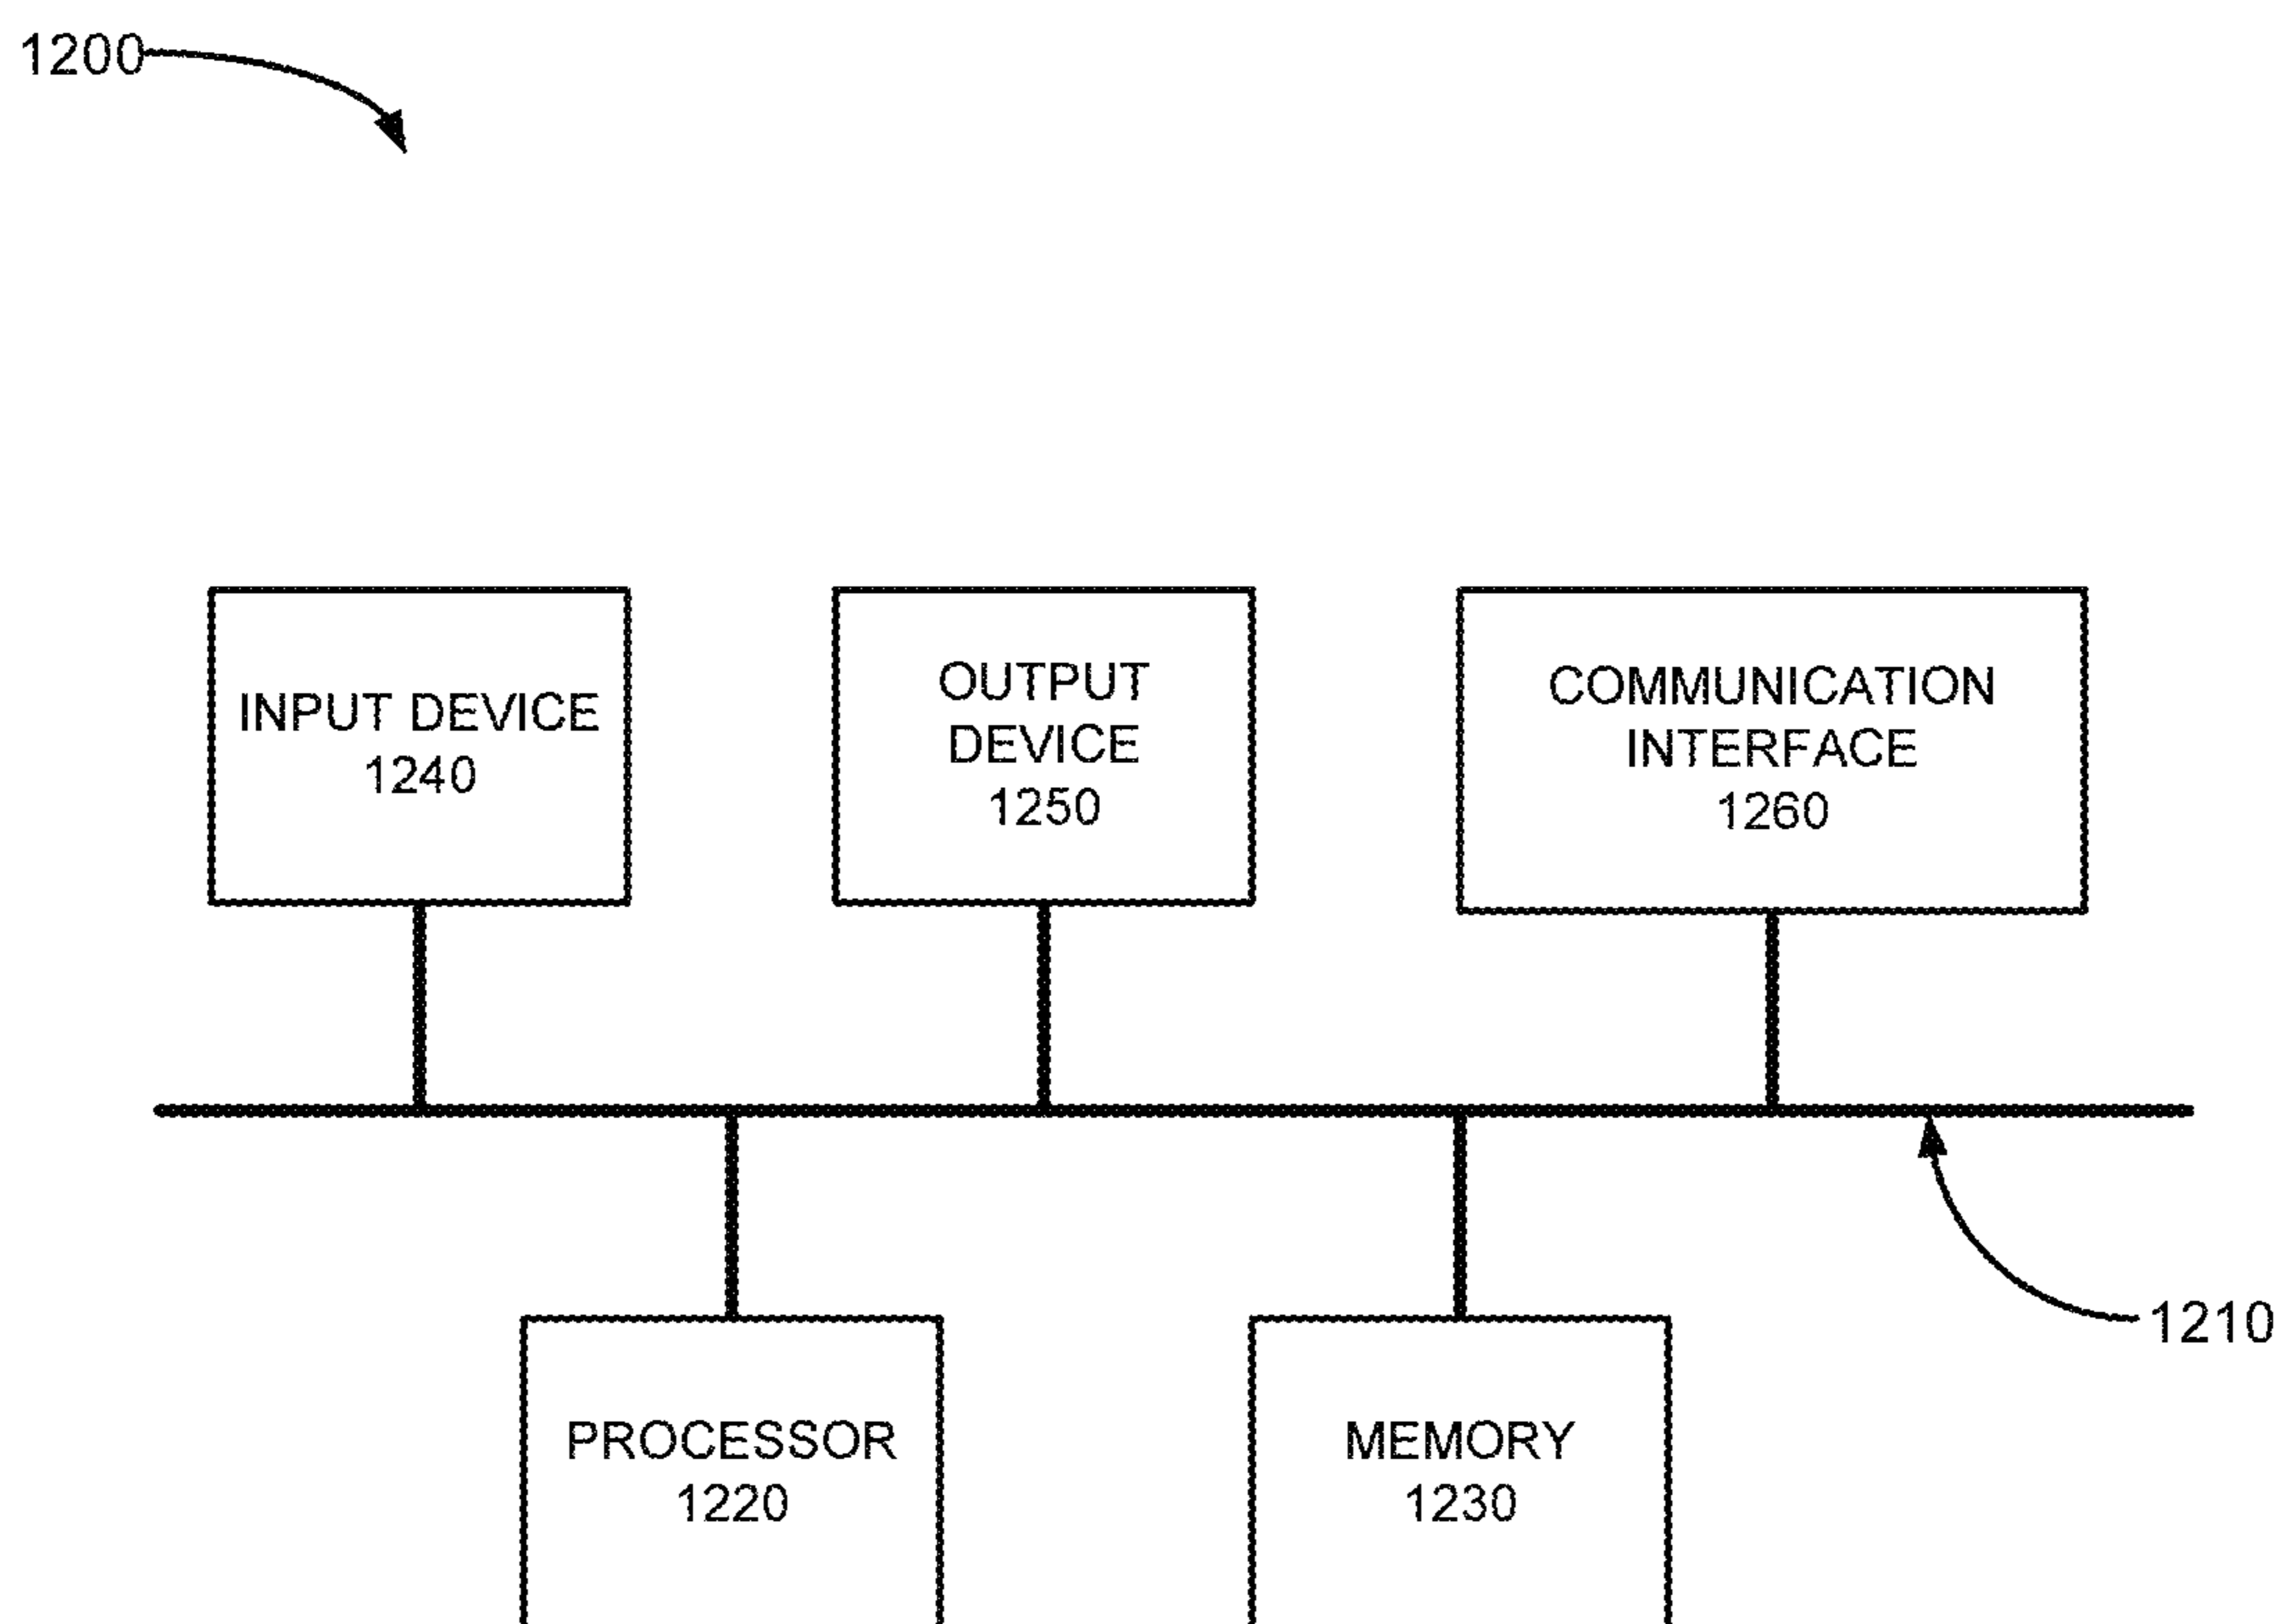 1200
INPUT DEVICE
1240
OUTPUT
DEVICE
1250
COMMUNICATION
INTERFACE
1260
1210
PROCESSOR
1220
MEMORY
1230